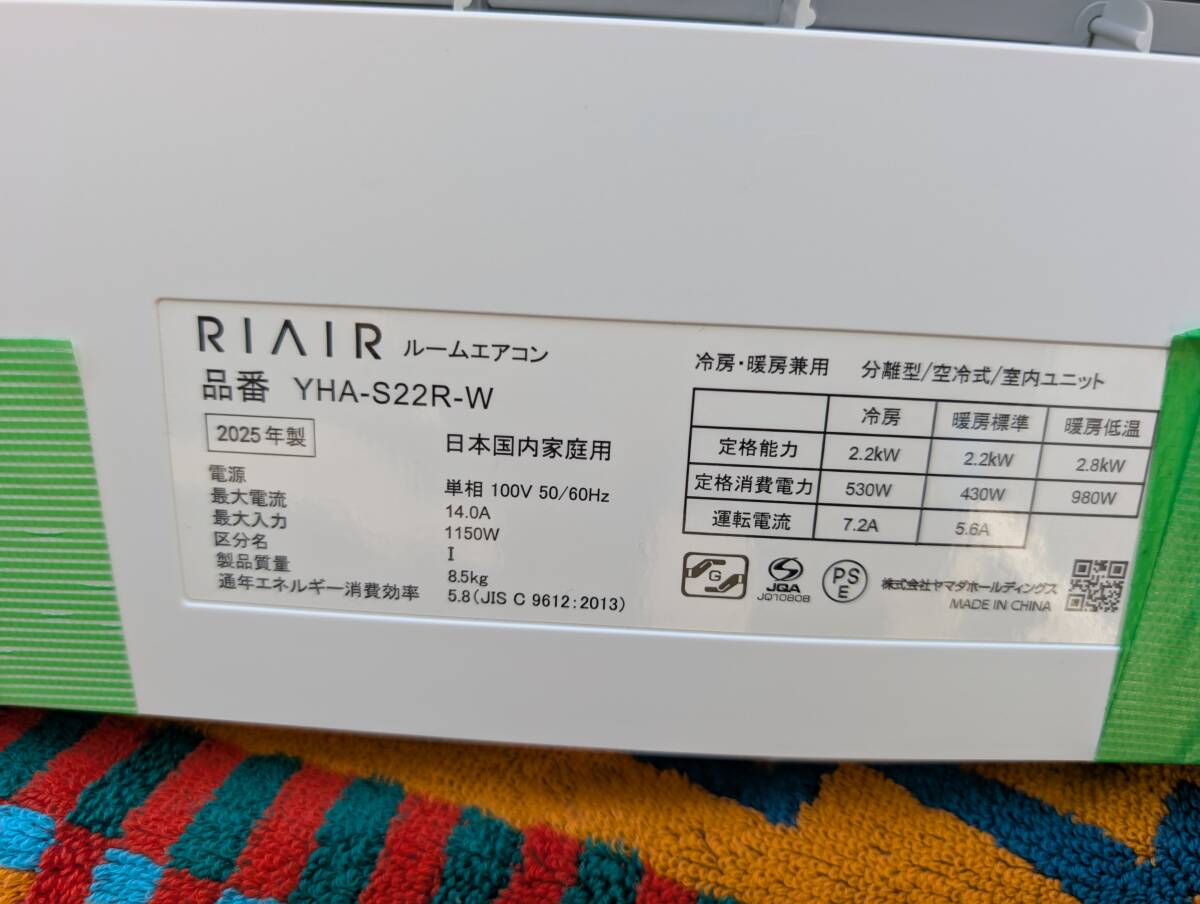 RIAIR ルームエアコン
品番 YHA-S22R-W
2025年製
日本国内家庭用
電源 単相 100V 50/60Hz
最大電流 14.0A
最大入力 1150W
区分名 I
製品質量 8.5kg
通年エネルギー消費効率 5.8(JIS C 9612:2013)
冷房・暖房兼用 分離型/空冷式/室内ユニット
冷房 暖房標準 暖房低温
定格能力 2.2kW 2.2kW 2.8kW
定格消費電力 530W 430W 980W
運転電流 7.2A 5.6A
G
JQA
JQ10808
PS
E
株式会社ヤマダホールディングス
MADE IN CHINA